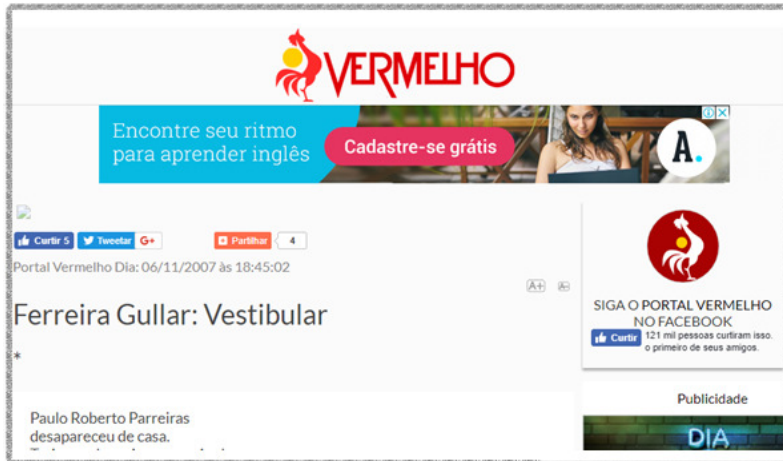 VERMELHO
Encontre seu ritmo
para aprender inglês
Cadastre-se grátis
A.
Curtir 5
Tweetar
G+
Partilhar
4
Portal Vermelho Dia: 06/11/2007 às 18:45:02
A+
A-
Ferreira Gullar: Vestibular
*
Paulo Roberto Parreiras
desapareceu de casa.
SIGA O PORTAL VERMELHO
NO FACEBOOK
Curtir
121 mil pessoas curtiram isso.
o primeiro de seus amigos.
Publicidade
DIA